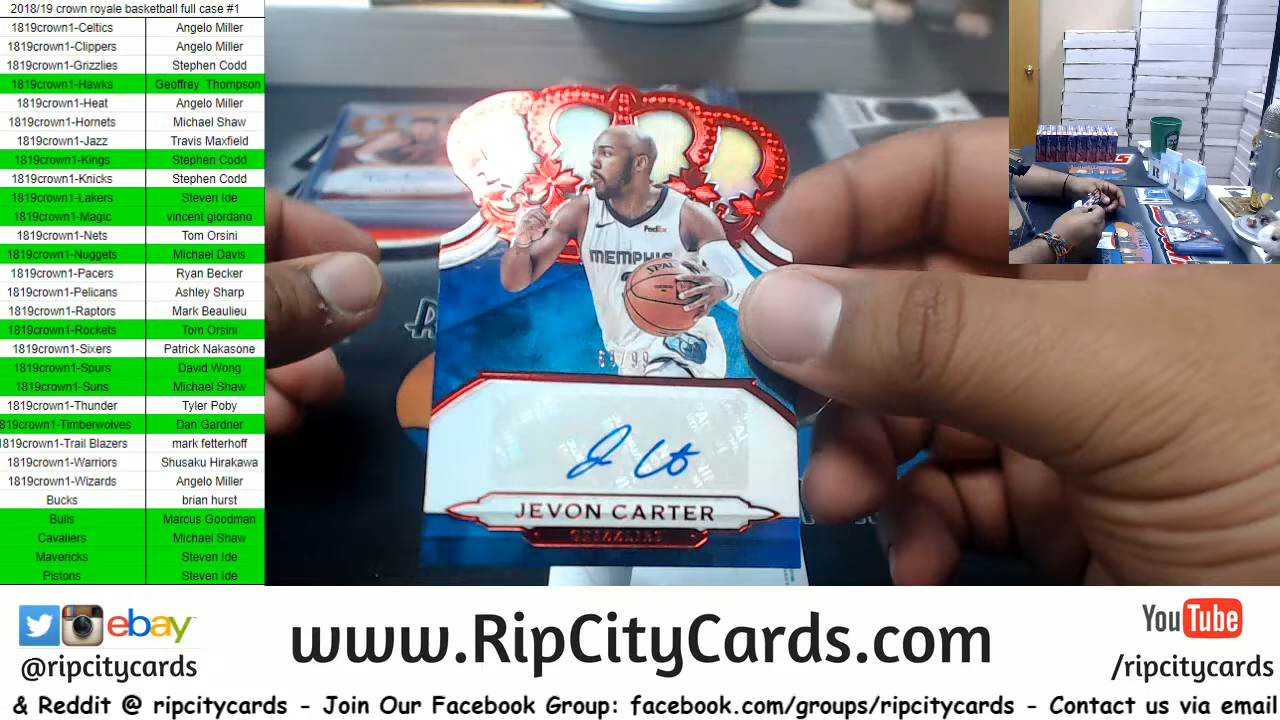 2018/19 crown royale basketball full case #1
1819crown1-Celtics Angelo Miller
1819crown1-Clippers Angelo Miller
1819crown1-Grizzlies Stephen Codd
1819crown1-Hawks Geoffrey Thompson
1819crown1-Heat Angelo Miller
1819crown1-Hornets Michael Shaw
1819crown1-Jazz Travis Maxfield
1819crown1-Kings Stephen Codd
1819crown1-Knicks Stephen Codd
1819crown1-Lakers Steven Ide
1819crown1-Magic vincent giordano
1819crown1-Nets Tom Orsini
1819crown1-Nuggets Michael Davis
1819crown1-Pacers Ryan Becker
1819crown1-Pelicans Ashley Sharp
1819crown1-Raptors Mark Beaulieu
1819crown1-Rockets Tom Orsini
1819crown1-Sixers Patrick Nakasone
1819crown1-Spurs David Wong
1819crown1-Suns Michael Shaw
1819crown1-Thunder Tyler Poby
819crown1-Timberwolves Dan Gardner
1819crown1-Trail Blazers mark fetterhoff
1819crown1-Warriors Shusaku Hirakawa
1819crown1-Wizards Angelo Miller
Bucks brian hurst
Bulls Marcus Goodman
Cavaliers Michael Shaw
Mavericks Steven Ide
Pistons Steven Ide
FedEx
MEMPHIS
SPALDING
JEVON CARTER
GRIZZLIES
ebay
@ripcitycards
www.RipCityCards.com
YouTube
/ripcitycards
& Reddit @ ripcitycards - Join Our Facebook Group: facebook.com/groups/ripcitycards - Contact us via email